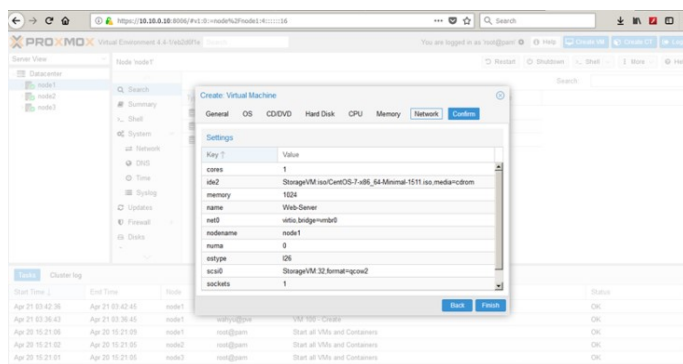 https://10.10.0.10:8006/#v1:0:=node%2Fnode1:4:::::::16
Search
PROXMOX Virtual Environment 4.4-1/eb2d6f1e Search
You are logged in as 'root@pam' Help Create VM Create CT
Server View
Node 'node1'
Restart Shutdown Shell More
Datacenter
node1
node2
node3
Search
Summary
Shell
System
Network
DNS
Time
Syslog
Updates
Firewall
Disks
Search:
Create: Virtual Machine
General OS CD/DVD Hard Disk CPU Memory Network Confirm
Settings
Key Value
cores 1
ide2 StorageVM:iso/CentOS-7-x86_64-Minimal-1511.iso,media=cdrom
memory 1024
name Web-Server
net0 virtio,bridge=vmbr0
nodename node1
numa 0
ostype l26
scsi0 StorageVM:32,format=qcow2
sockets 1
Back Finish
Tasks Cluster log
Start Time End Time Node Status
Apr 21 03:42:36 Apr 21 03:42:45 node1 OK
Apr 21 03:36:43 Apr 21 03:36:45 node1 wahyu@pve VM 100 - Create OK
Apr 20 15:21:06 Apr 20 15:21:09 node1 root@pam Start all VMs and Containers OK
Apr 20 15:21:02 Apr 20 15:21:05 node2 root@pam Start all VMs and Containers OK
Apr 20 15:21:01 Apr 20 15:21:05 node3 root@pam Start all VMs and Containers OK